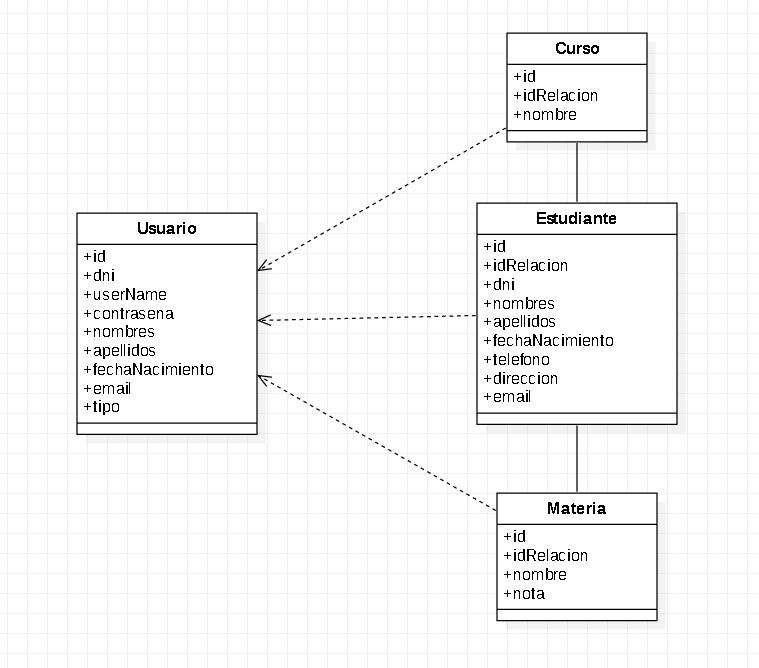 Curso
+id
+idRelacion
+nombre
Usuario
+id
+dni
+userName
+contrasena
+nombres
+apellidos
+fechaNacimiento
+email
+tipo
Estudiante
+id
+idRelacion
+dni
+nombres
+apellidos
+fechaNacimiento
+telefono
+direccion
+email
Materia
+id
+idRelacion
+nombre
+nota